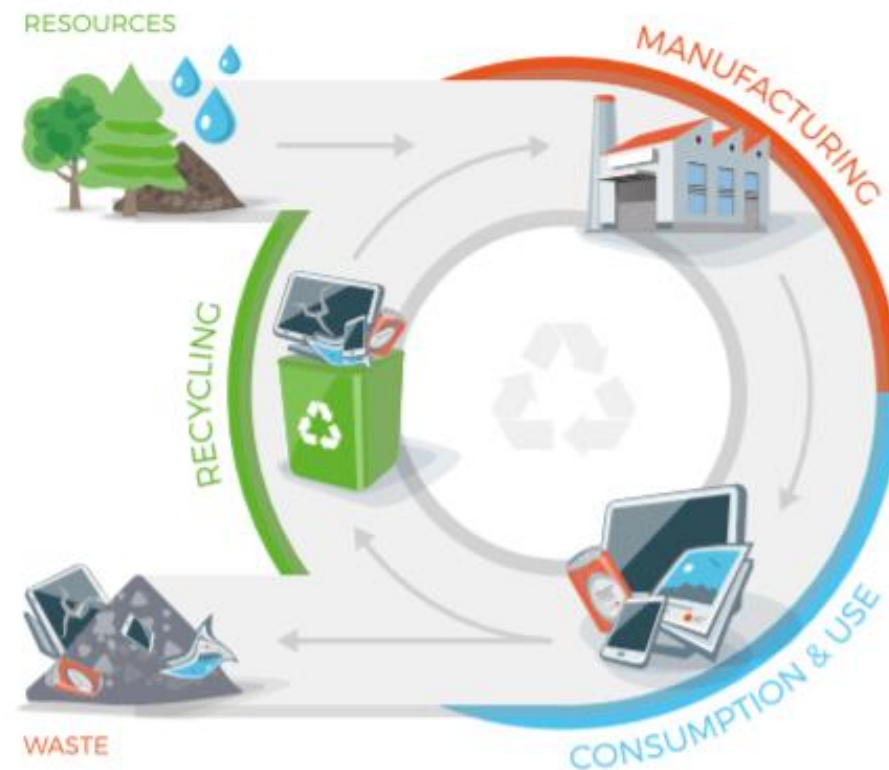 RESOURCES
MANUFACTURING
RECYCLING
CONSUMPTION & USE
WASTE